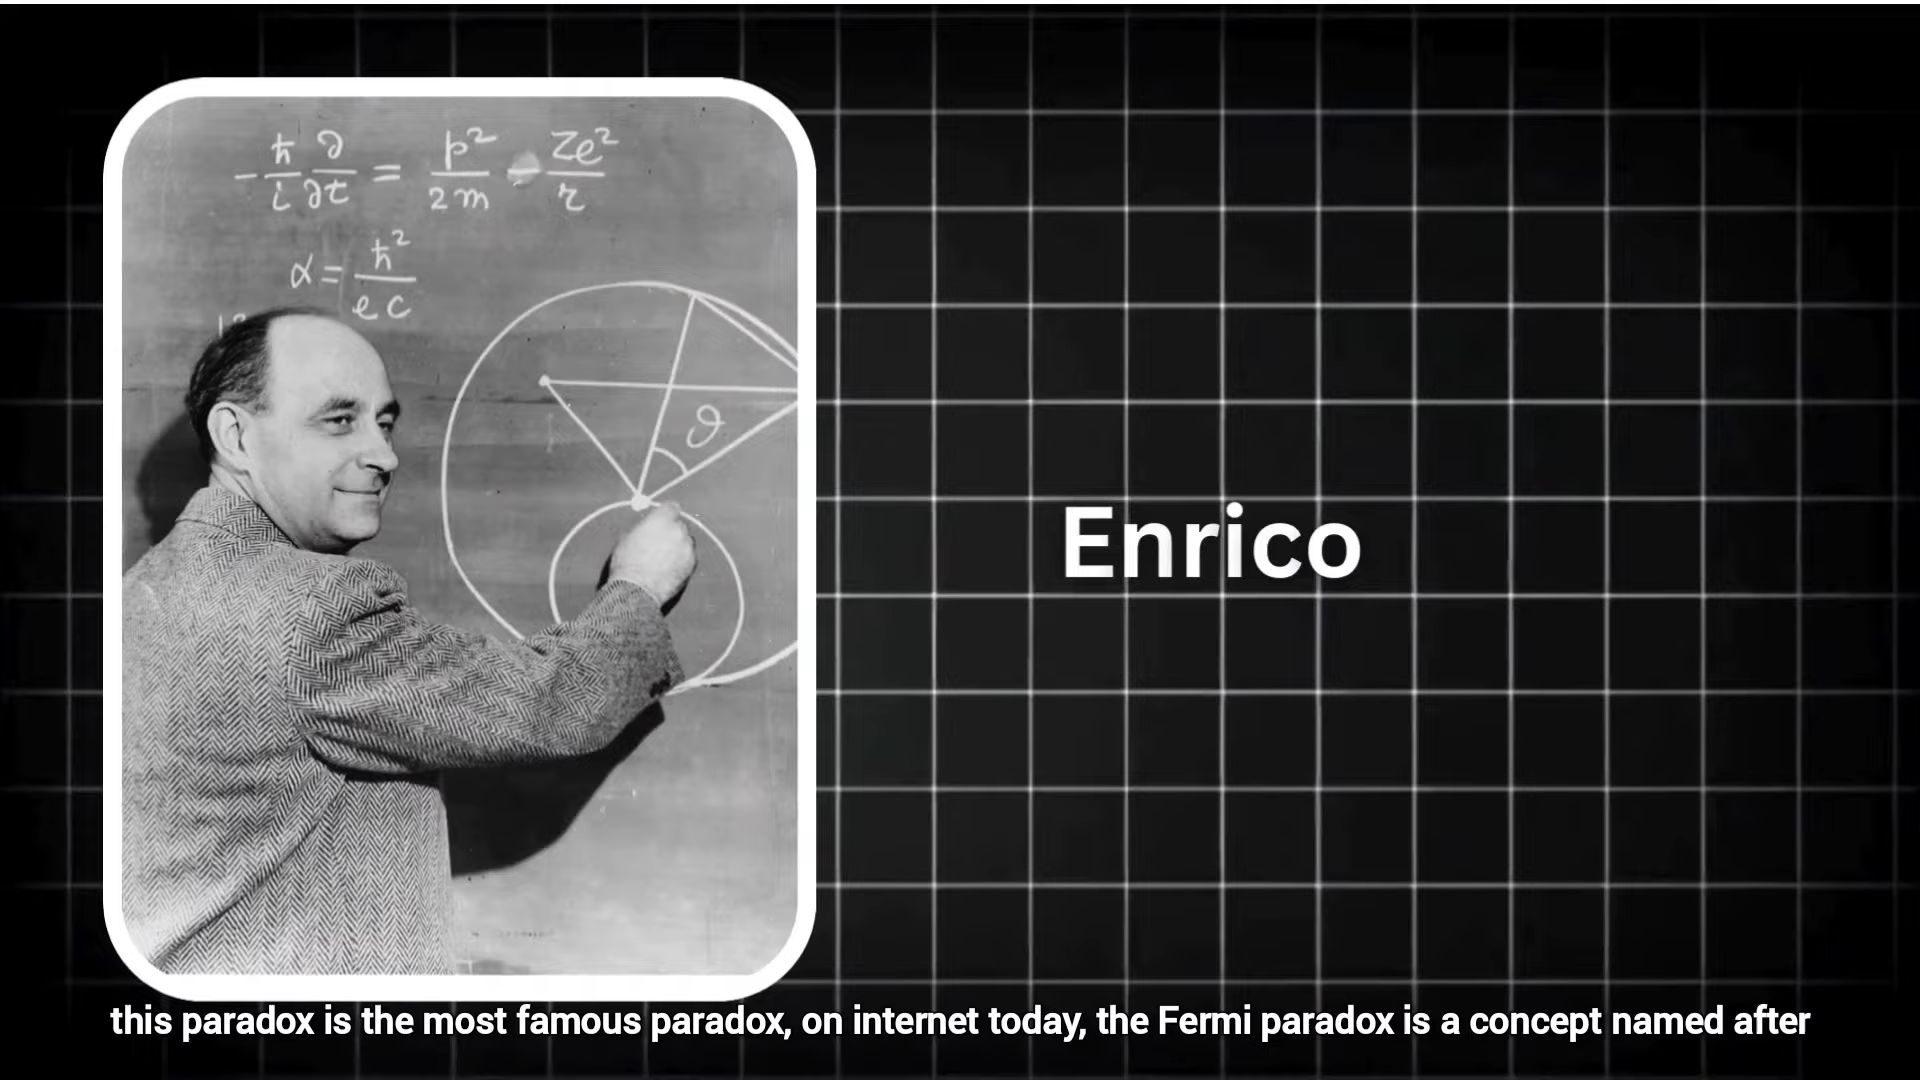 -ħ/i ∂/∂t = p²/2m Ze²/r
α = ħ²/ec
ϑ
Enrico
this paradox is the most famous paradox, on internet today, the Fermi paradox is a concept named after